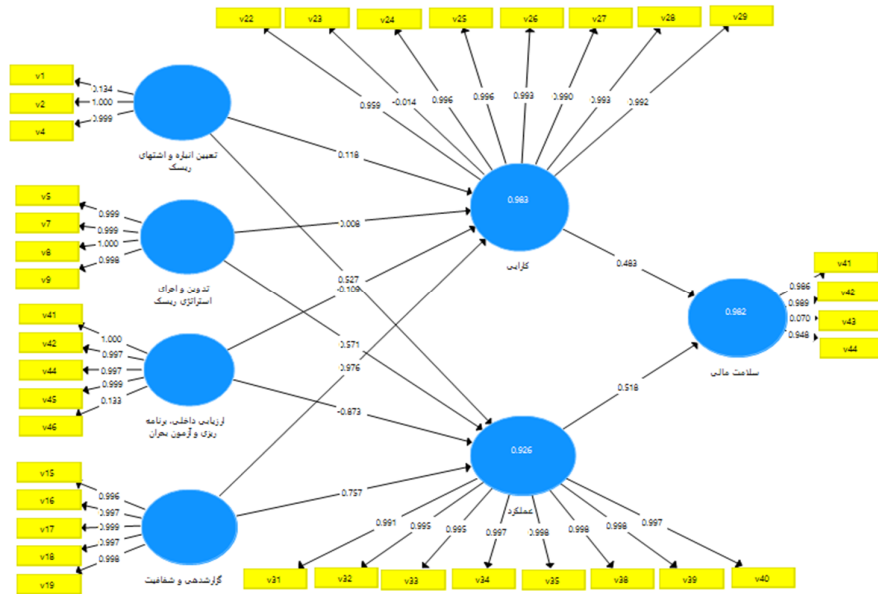 v22 v23 v24 v25 v26 v27 v28 v29
0.959 -0.014 0.996 0.996 0.993 0.990 0.993 0.992
v1
v2
v4
0.134
1.000
0.999
تعیین انباره و اشتهای
ریسک
v5
v7
v8
v9
0.999
0.999
1.000
0.998
تدوین و اجرای
استراتژی ریسک
v41
v42
v44
v45
v46
1.000
0.997
0.997
0.999
0.133
ارزیابی داخلی، برنامه
ریزی و آزمون بحران
v15
v16
v17
v18
v19
0.996
0.997
0.999
0.997
0.998
گزارشدهی و شفافیت
0.118
0.008
0.527
-0.109
0.571
0.976
-0.873
0.757
0.983
کارایی
0.926
عملکرد
0.483
0.518
0.982
سلامت مالی
0.986
0.989
0.070
0.948
v41
v42
v43
v44
0.991 0.995 0.995 0.997 0.998 0.998 0.998 0.997
v31 v32 v33 v34 v35 v38 v39 v40